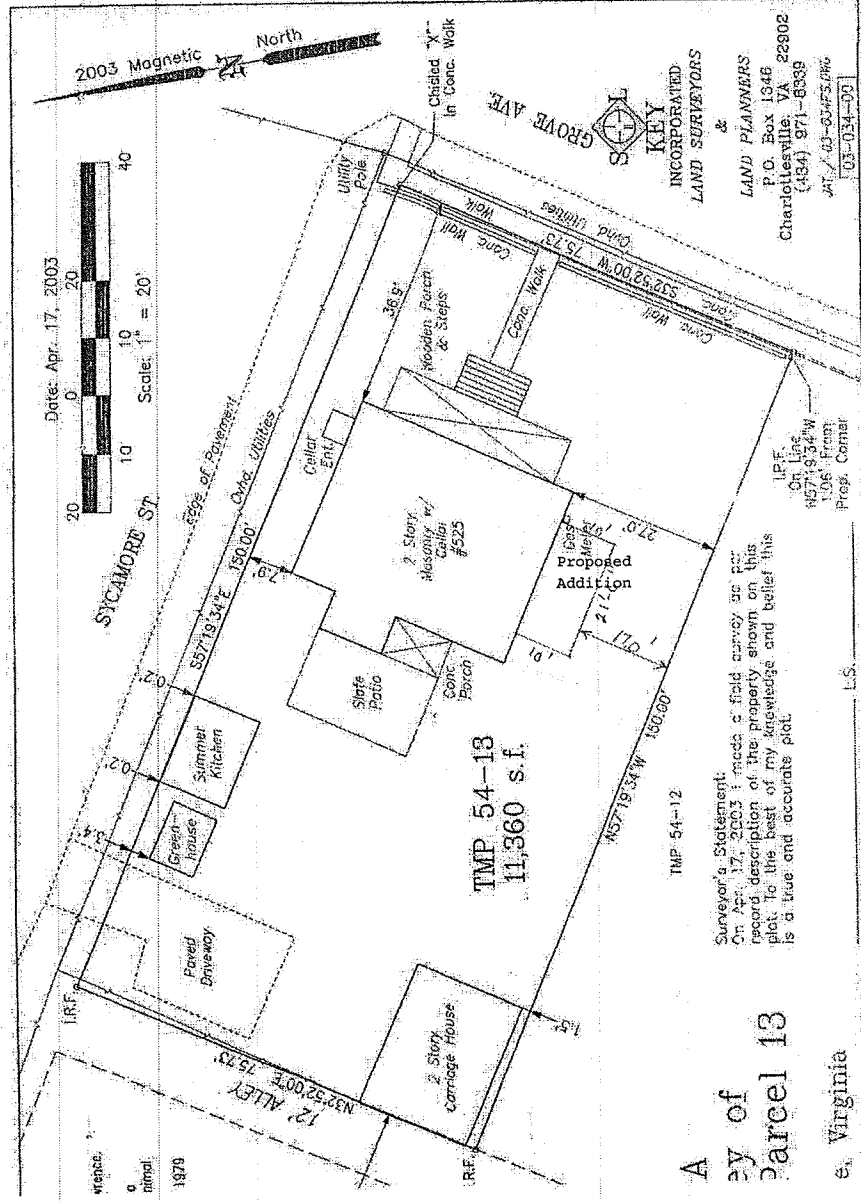 2003 Magnetic North
Date: Apr. 17, 2003
20 10 0 10 20 40
Scale: 1" = 20'
SYCAMORE ST.
Edge of Pavement
Ovhd. Utilities
S57°19'34"E 150.00'
Utility
Pole
Chisled "X"
In Conc. Walk
GROVE AVE.
S L
KEY
INCORPORATED
LAND SURVEYORS
&
LAND PLANNERS
P.O. Box 1346
Charlottesville, VA 22902
(434) 971-8339
03-034-00
Conc. Walk
Conc. Wall
Ovhd. Utilities
S32°52'00"W 75.73'
Conc. Wall
36.9'
Wooden Porch
& Steps
Conc. Walk
Cellar
Ent.
7.9'
2 Story
Masonry w/
Cellar
#525
Gas
Meter
27.0'
Proposed
Addition
Slate
Patio
Conc.
Porch
0.2'
0.2'
Summer
Kitchen
3.4'
Green
house
Paved
Driveway
I.R.F.
N32°52'00"E 75.73'
12' ALLEY
2 Story
Carriage House
1.5'
TMP 54-13
11,360 s.f.
N57°19'34"W 150.00'
TMP 54-12
I.P.F.
On Line
N57°19'34"W
1.06' From
Prop. Corner
Surveyor's Statement:
On Apr. 17, 2003 I made a field survey as per
record description of the property shown on this
plat. To the best of my knowledge and belief this
is a true and accurate plat.
L.S.
A
ey of
Parcel 13
e, Virginia
1979